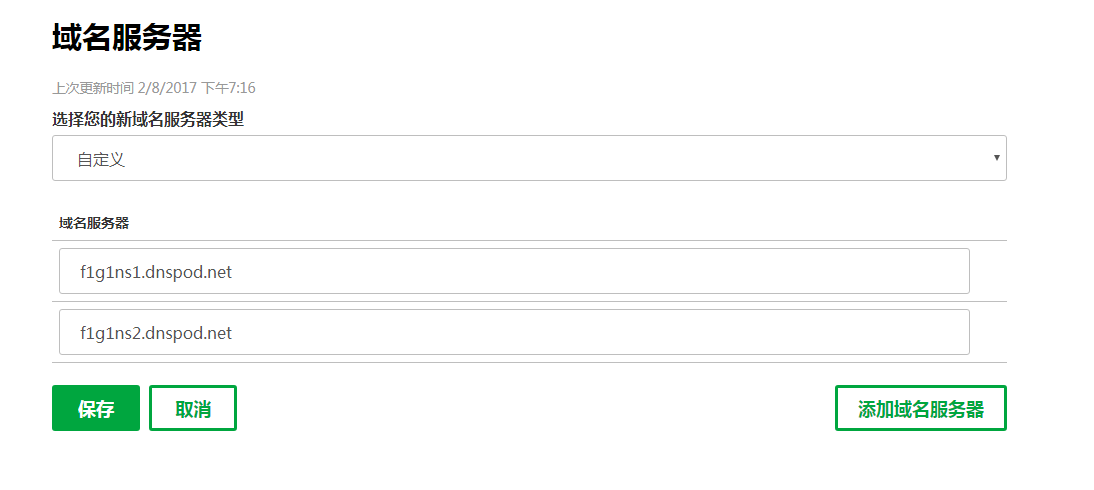 域名服务器
上次更新时间 2/8/2017 下午7:16
选择您的新域名服务器类型
自定义
域名服务器
f1g1ns1.dnspod.net
f1g1ns2.dnspod.net
保存 取消 添加域名服务器